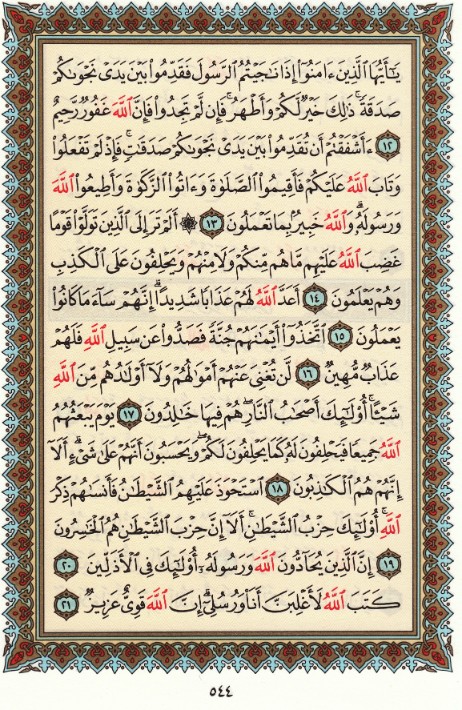 يَـٰٓأَيُّهَا ٱلَّذِينَ ءَامَنُوٓا۟ إِذَا نَـٰجَيْتُمُ ٱلرَّسُولَ فَقَدِّمُوا۟ بَيْنَ يَدَىْ نَجْوَىٰكُمْ
صَدَقَةً ۚ ذَٰلِكَ خَيْرٌ لَّكُمْ وَأَطْهَرُ ۚ فَإِن لَّمْ تَجِدُوا۟ فَإِنَّ ٱللَّهَ غَفُورٌ رَّحِيمٌ
١٢ ءَأَشْفَقْتُمْ أَن تُقَدِّمُوا۟ بَيْنَ يَدَىْ نَجْوَىٰكُمْ صَدَقَـٰتٍ ۚ فَإِذْ لَمْ تَفْعَلُوا۟
وَتَابَ ٱللَّهُ عَلَيْكُمْ فَأَقِيمُوا۟ ٱلصَّلَوٰةَ وَءَاتُوا۟ ٱلزَّكَوٰةَ وَأَطِيعُوا۟ ٱللَّهَ
وَرَسُولَهُۥ ۚ وَٱللَّهُ خَبِيرٌۢ بِمَا تَعْمَلُونَ ١٣ ۞ أَلَمْ تَرَ إِلَى ٱلَّذِينَ تَوَلَّوْا۟ قَوْمًا
غَضِبَ ٱللَّهُ عَلَيْهِم مَّا هُم مِّنكُمْ وَلَا مِنْهُمْ وَيَحْلِفُونَ عَلَى ٱلْكَذِبِ
وَهُمْ يَعْلَمُونَ ١٤ أَعَدَّ ٱللَّهُ لَهُمْ عَذَابًا شَدِيدًا ۖ إِنَّهُمْ سَآءَ مَا كَانُوا۟
يَعْمَلُونَ ١٥ ٱتَّخَذُوٓا۟ أَيْمَـٰنَهُمْ جُنَّةً فَصَدُّوا۟ عَن سَبِيلِ ٱللَّهِ فَلَهُمْ
عَذَابٌ مُّهِينٌ ١٦ لَّن تُغْنِىَ عَنْهُمْ أَمْوَٰلُهُمْ وَلَآ أَوْلَـٰدُهُم مِّنَ ٱللَّهِ
شَيْـًٔا ۚ أُو۟لَـٰٓئِكَ أَصْحَـٰبُ ٱلنَّارِ ۖ هُمْ فِيهَا خَـٰلِدُونَ ١٧ يَوْمَ يَبْعَثُهُمُ
ٱللَّهُ جَمِيعًا فَيَحْلِفُونَ لَهُۥ كَمَا يَحْلِفُونَ لَكُمْ ۖ وَيَحْسَبُونَ أَنَّهُمْ عَلَىٰ شَىْءٍ ۚ أَلَآ
إِنَّهُمْ هُمُ ٱلْكَـٰذِبُونَ ١٨ ٱسْتَحْوَذَ عَلَيْهِمُ ٱلشَّيْطَـٰنُ فَأَنسَىٰهُمْ ذِكْرَ
ٱللَّهِ ۚ أُو۟لَـٰٓئِكَ حِزْبُ ٱلشَّيْطَـٰنِ ۚ أَلَآ إِنَّ حِزْبَ ٱلشَّيْطَـٰنِ هُمُ ٱلْخَـٰسِرُونَ
١٩ إِنَّ ٱلَّذِينَ يُحَآدُّونَ ٱللَّهَ وَرَسُولَهُۥٓ أُو۟لَـٰٓئِكَ فِى ٱلْأَذَلِّينَ ٢٠
كَتَبَ ٱللَّهُ لَأَغْلِبَنَّ أَنَا۠ وَرُسُلِىٓ ۚ إِنَّ ٱللَّهَ قَوِىٌّ عَزِيزٌ ٢١
٥٤٤